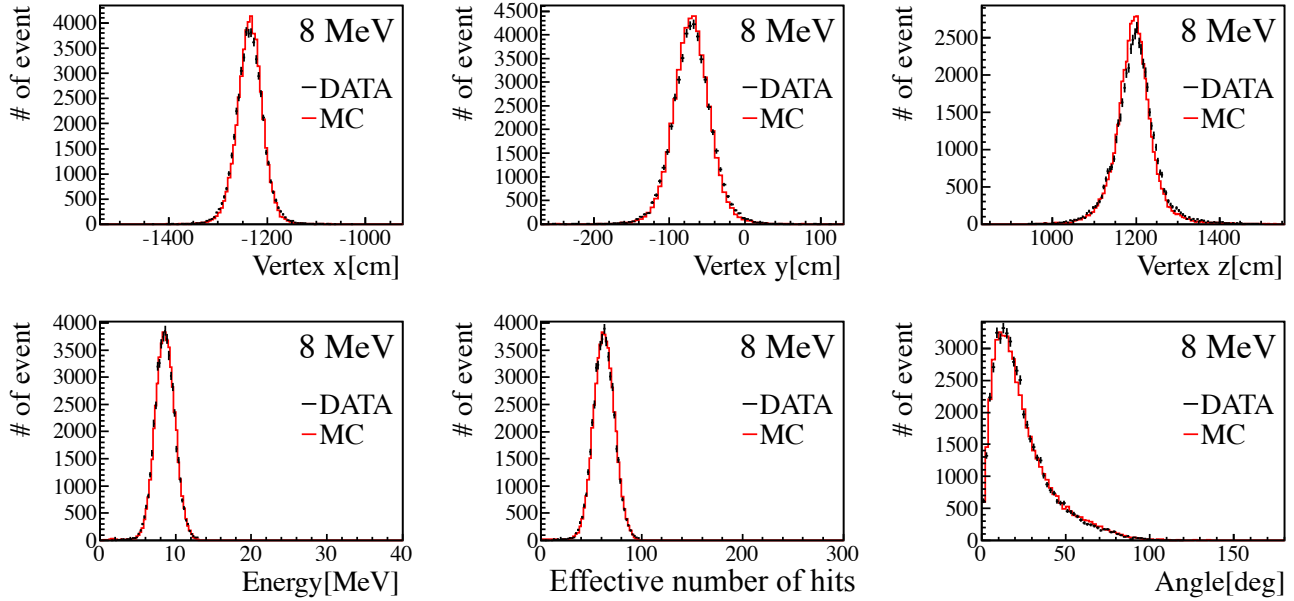 # of event
4000
3500
3000
2500
2000
1500
1000
500
0
8 MeV
DATA
MC
-1400
-1200
-1000
Vertex x[cm]
# of event
4500
4000
3500
3000
2500
2000
1500
1000
500
0
8 MeV
DATA
MC
-200
-100
0
100
Vertex y[cm]
# of event
2500
2000
1500
1000
500
0
8 MeV
DATA
MC
1000
1200
1400
Vertex z[cm]
# of event
4000
3500
3000
2500
2000
1500
1000
500
0
8 MeV
DATA
MC
0
10
20
30
40
Energy[MeV]
# of event
4000
3500
3000
2500
2000
1500
1000
500
0
8 MeV
DATA
MC
0
100
200
300
Effective number of hits
# of event
3000
2500
2000
1500
1000
500
0
8 MeV
DATA
MC
0
50
100
150
Angle[deg]